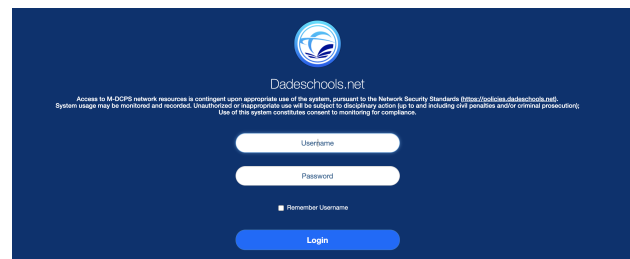 Dadeschools.net
Access to M-DCPS network resources is contingent upon appropriate use of the system, pursuant to the Network Security Standards (https://policies.dadeschools.net).
System usage may be monitored and recorded. Unauthorized or inappropriate use will be subject to disciplinary action (up to and including civil penalties and/or criminal prosecution);
Use of this system constitutes consent to monitoring for compliance.
Username
Password
Remember Username
Login